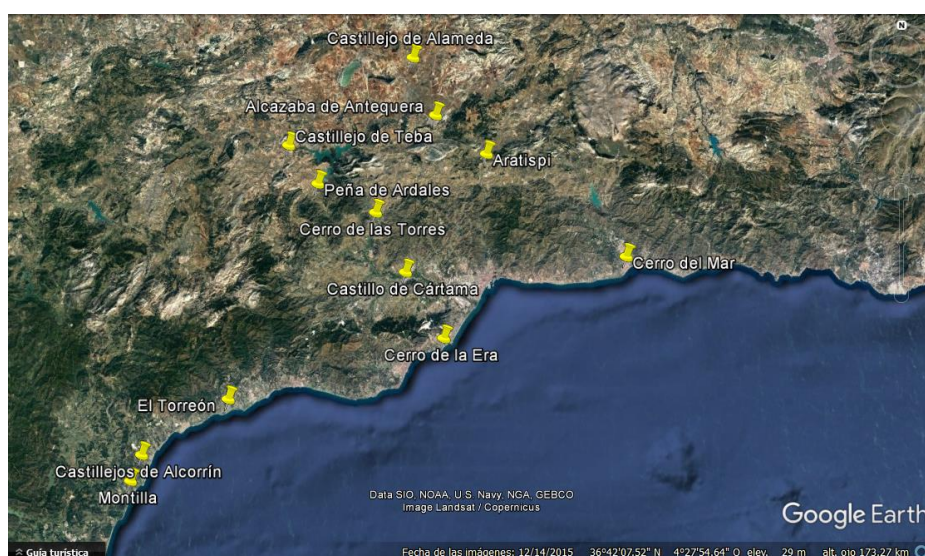 N
Castillejo de Alameda
Alcazaba de Antequera
Castillejo de Teba
Aratispi
Peña de Ardales
Cerro de las Torres
Cerro del Mar
Castillo de Cártama
Cerro de la Era
El Torreón
Castillejos de Alcorrín
Montilla
Data SIO, NOAA, U.S. Navy, NGA, GEBCO
Image Landsat / Copernicus
Google Earth
Guía turística
Fecha de las imágenes: 12/14/2015 36°42'07.52" N 4°27'54.64" O elev. 29 m alt. ojo 173.27 km